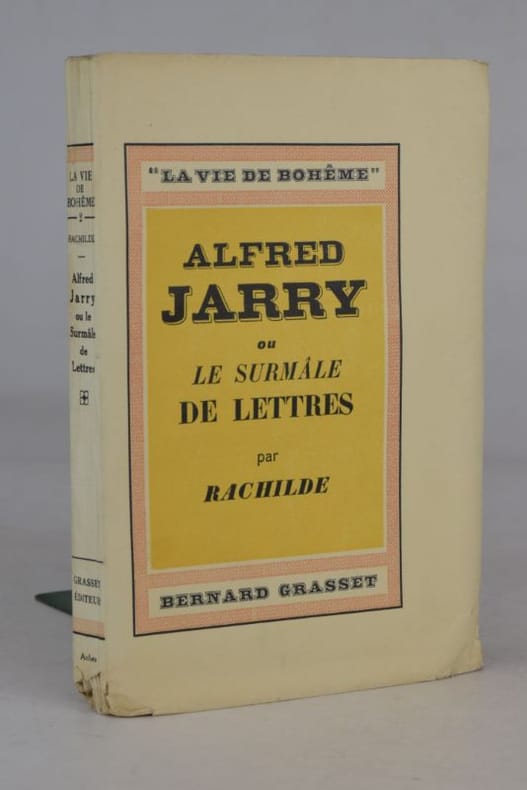 "LA VIE DE BOHÊME"
ALFRED
JARRY
ou
LE SURMÂLE
DE LETTRES
par
RACHILDE
BERNARD GRASSET
LA VIE
DE
BOHÊME
2
RACHILDE
Alfred
Jarry
ou le
Surmâle
de
Lettres
GRASSET
ÉDITEUR